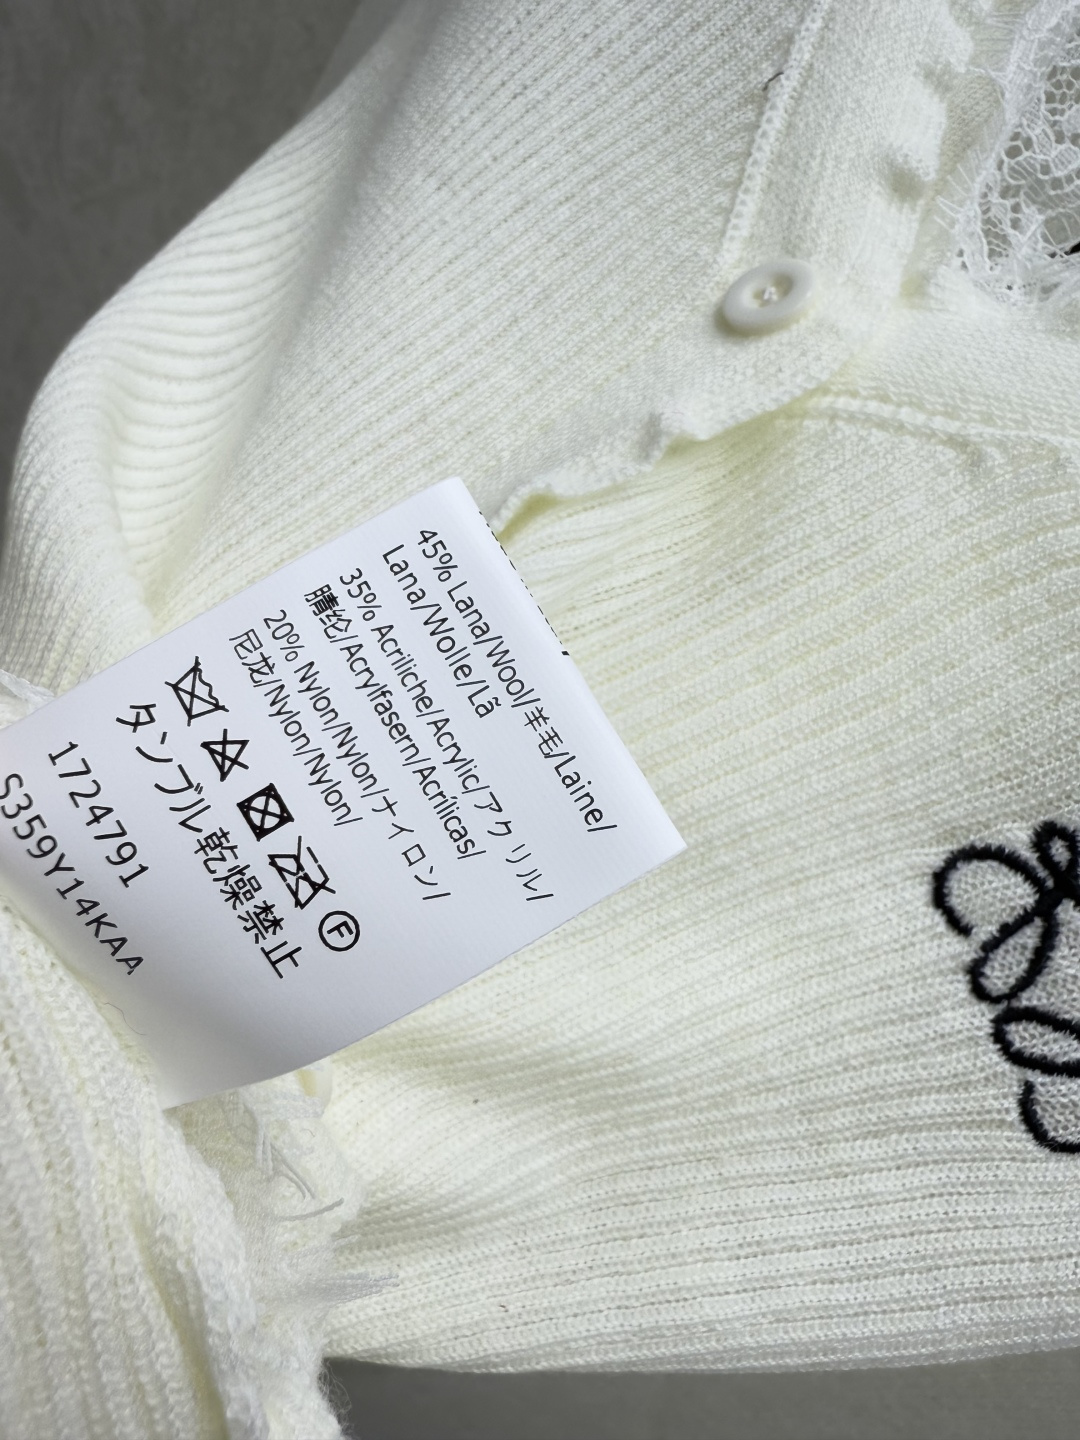 45% Lana/Wool/羊毛/Laine/
Lana/Wolle/Lã
35% Acriliche/Acrylic/アクリル/
腈纶/Acrylfasern/Acrílicas/
20% Nylon/Nylon/ナイロン/
尼龙/Nylon/Nylon/
F
タンブル乾燥禁止
1724791
S359Y14KAA